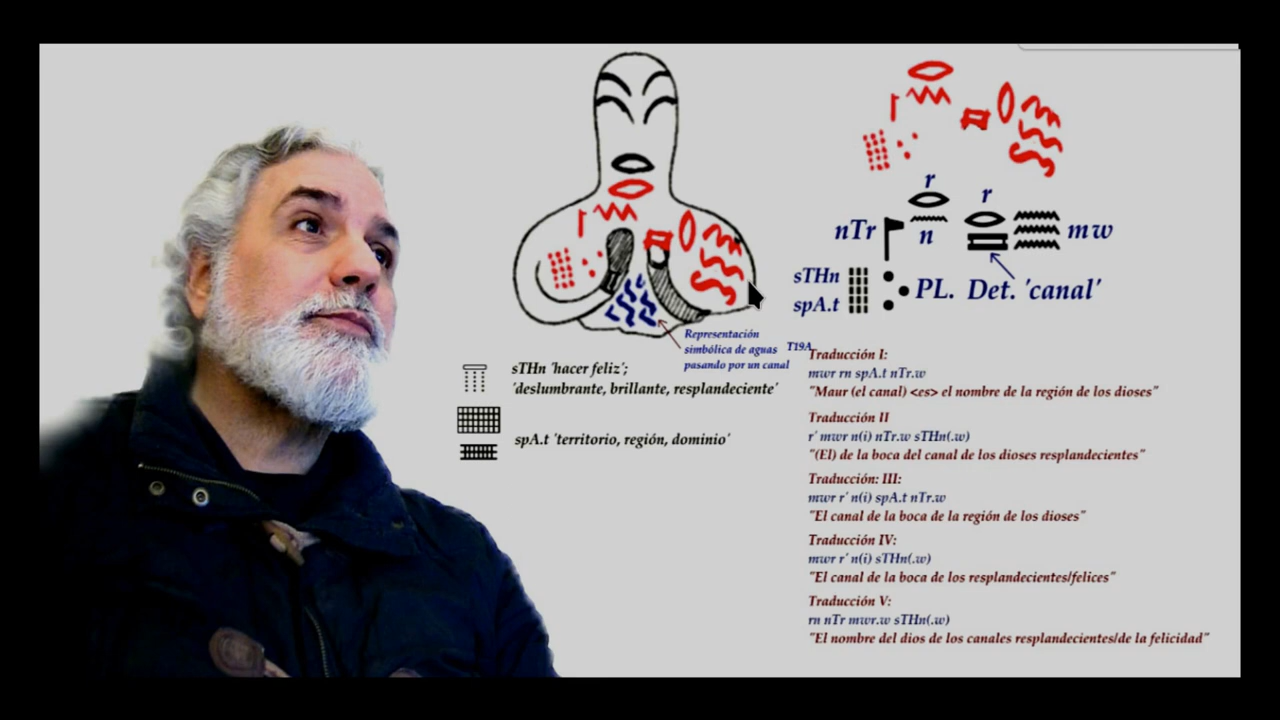 r
r
nTr
n
mw
sTHn
spA.t
PL. Det. 'canal'
Representación
simbólica de aguas
pasando por un canal
T19A
sTHn 'hacer feliz';
'deslumbrante, brillante, resplandeciente'
spA.t 'territorio, región, dominio'
Traducción I:
mwr rn spA.t nTr.w
"Maur (el canal) <es> el nombre de la región de los dioses"
Traducción II
r' mwr n(i) nTr.w sTHn(.w)
"(El) de la boca del canal de los dioses resplandecientes"
Traducción: III:
mwr r' n(i) spA.t nTr.w
"El canal de la boca de la región de los dioses"
Traducción IV:
mwr r' n(i) sTHn(.w)
"El canal de la boca de los resplandecientes/felices"
Traducción V:
rn nTr mwr.w sTHn(.w)
"El nombre del dios de los canales resplandecientes/de la felicidad"